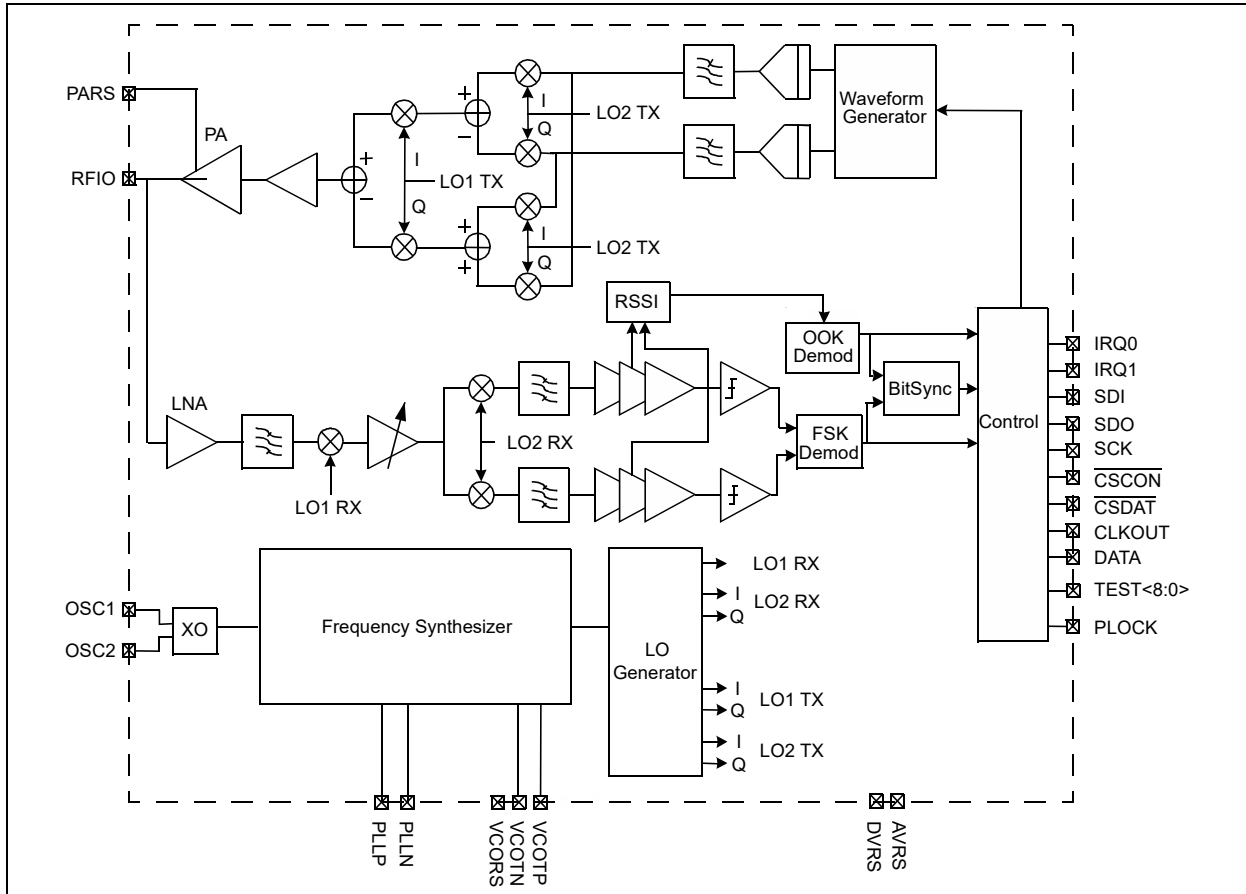 PARS
PA
RFIO
+
−
I
LO1 TX
Q
+
−
I
LO2 TX
Q
+
+
I
LO2 TX
Q
Waveform
Generator
RSSI
OOK
Demod
BitSync
FSK
Demod
Control
LNA
LO1 RX
LO2 RX
IRQ0
IRQ1
SDI
SDO
SCK
CSCON
CSDAT
CLKOUT
DATA
TEST<8:0>
PLOCK
OSC1
OSC2
XO
Frequency Synthesizer
LO
Generator
LO1 RX
I
LO2 RX
Q
I
LO1 TX
Q
I
LO2 TX
Q
PLLP
PLLN
VCORS
VCOTN
VCOTP
DVRS
AVRS